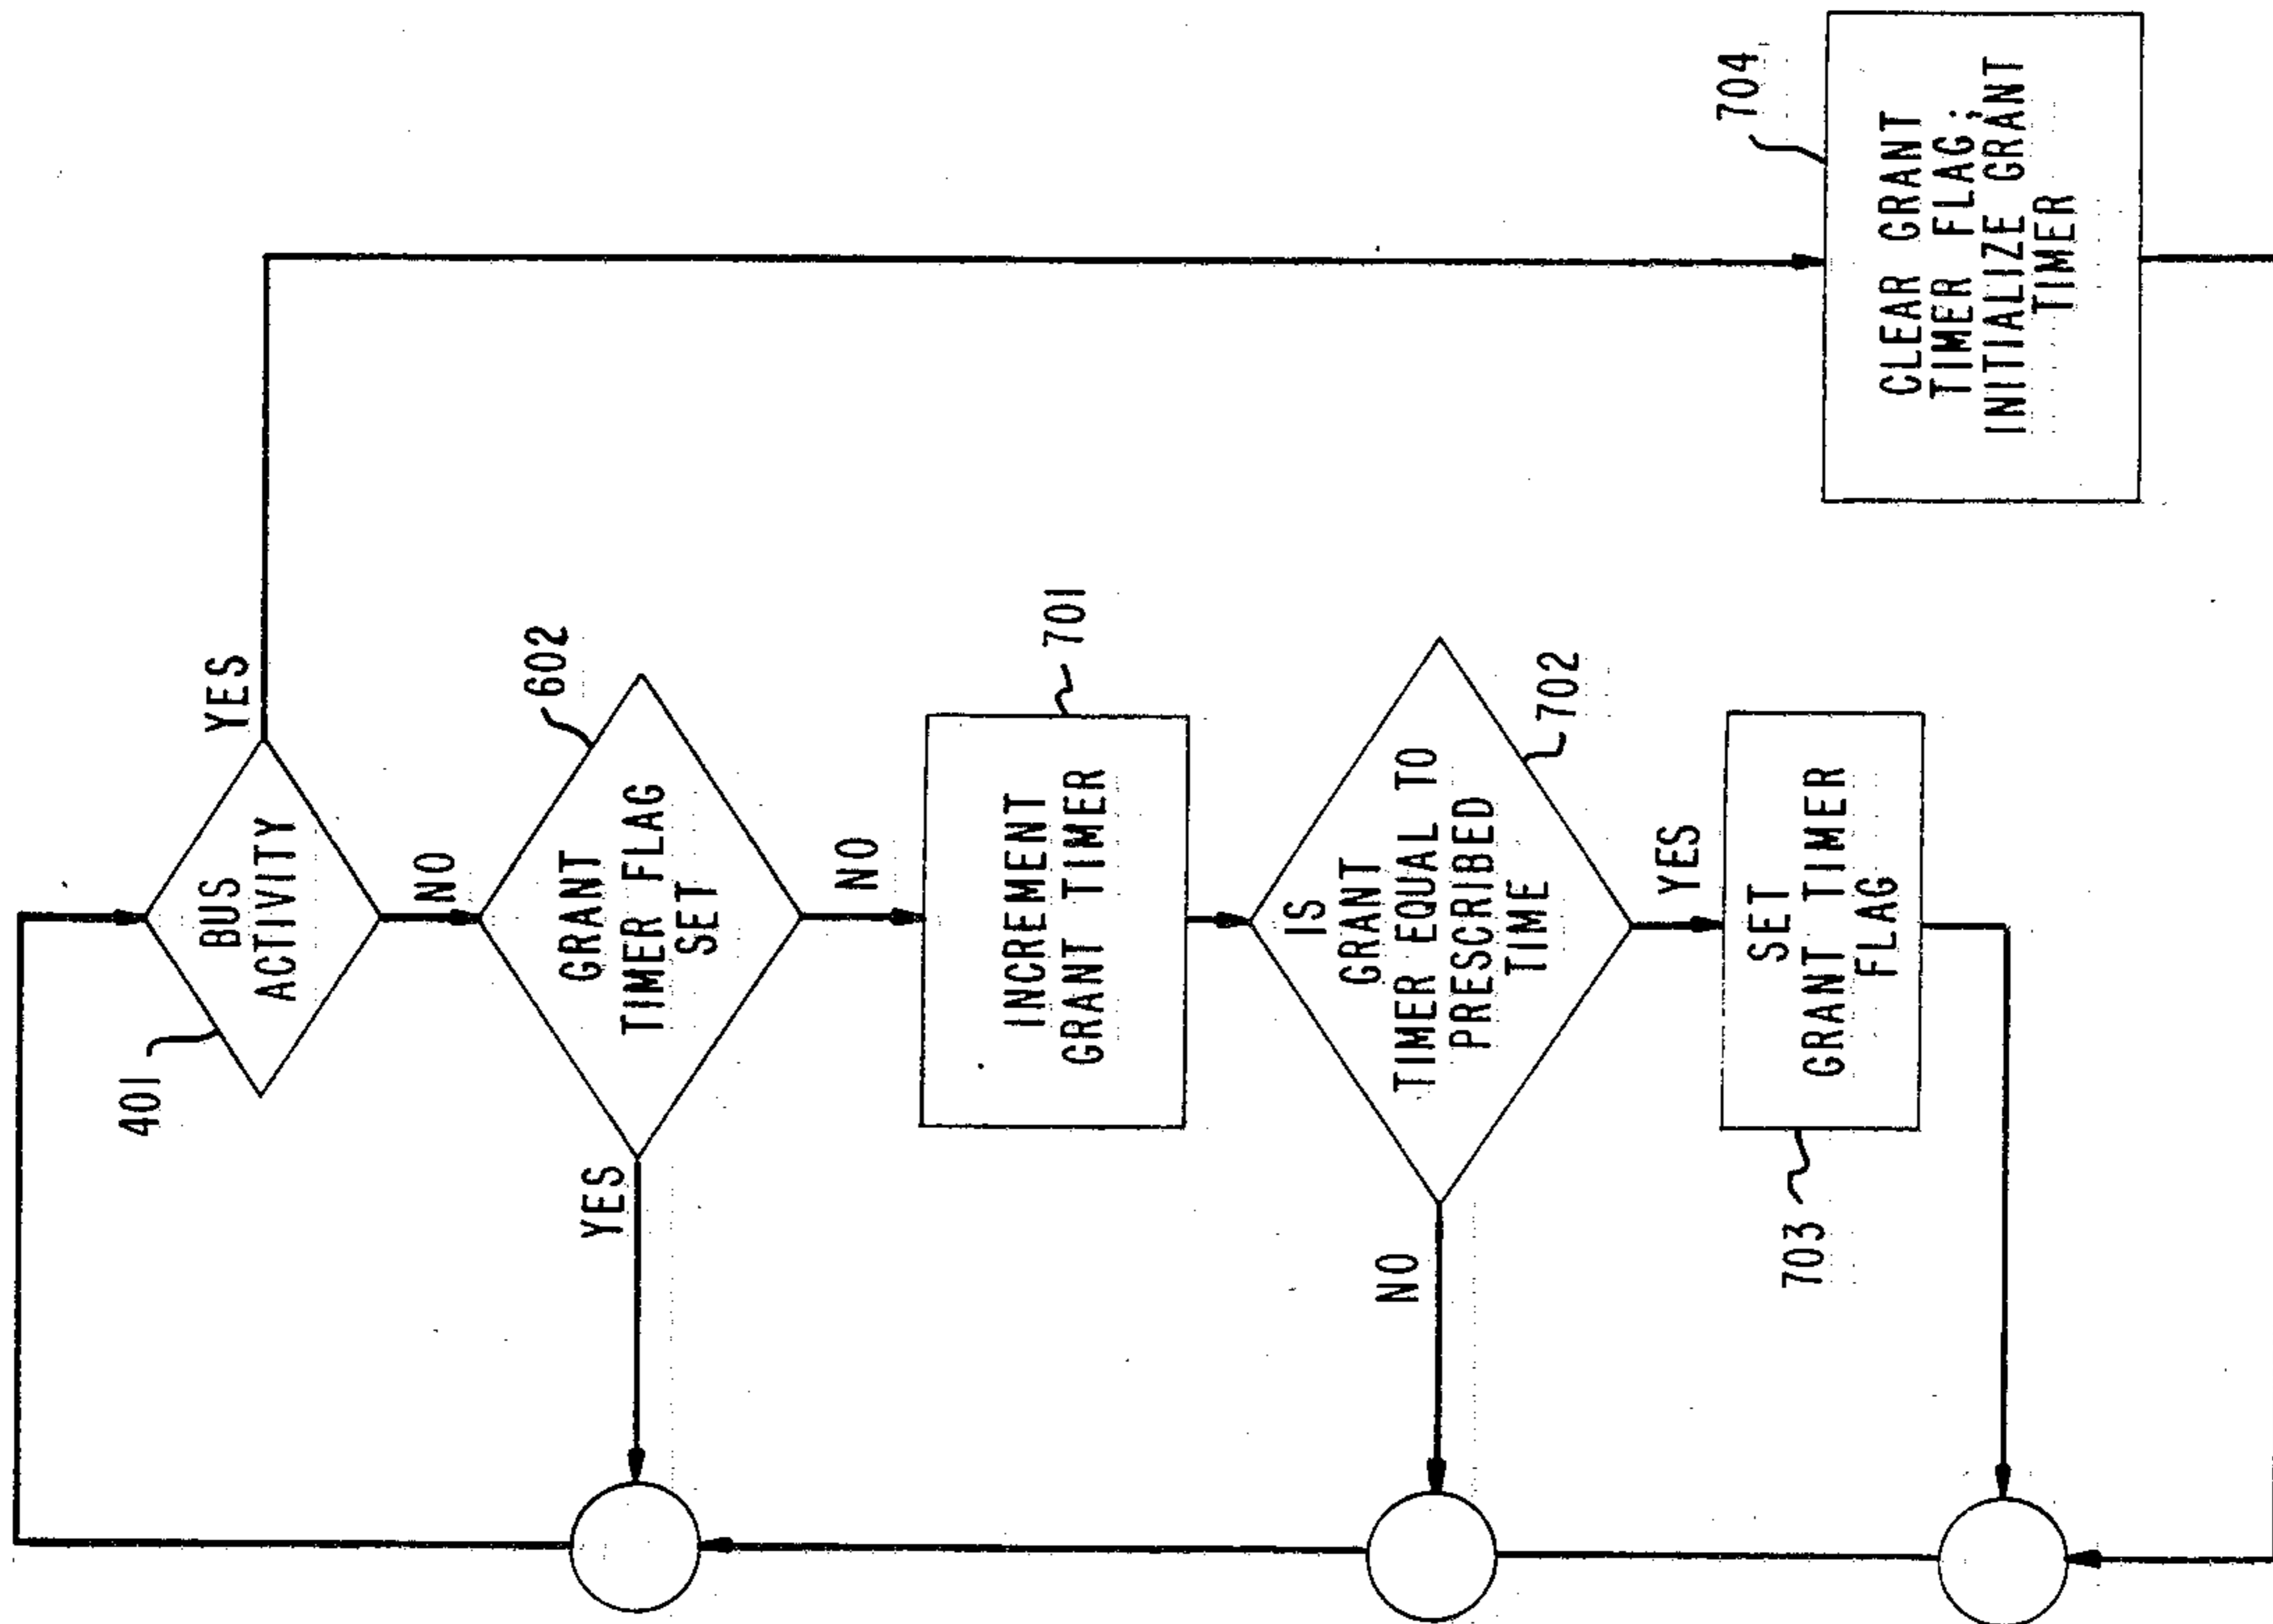 401
BUS
ACTIVITY
YES
NO
602
GRANT
TIMER FLAG
SET
YES
NO
701
INCREMENT
GRANT TIMER
702
IS
GRANT
TIMER EQUAL TO
PRESCRIBED
TIME
NO
YES
703
SET
GRANT TIMER
FLAG
704
CLEAR GRANT
TIMER FLAG;
INITIALIZE GRANT
TIMER